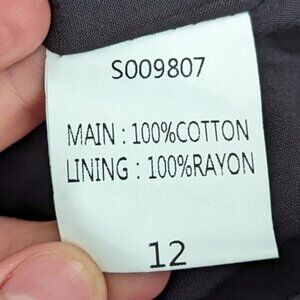 S009807
MAIN : 100%COTTON
LINING : 100%RAYON
12